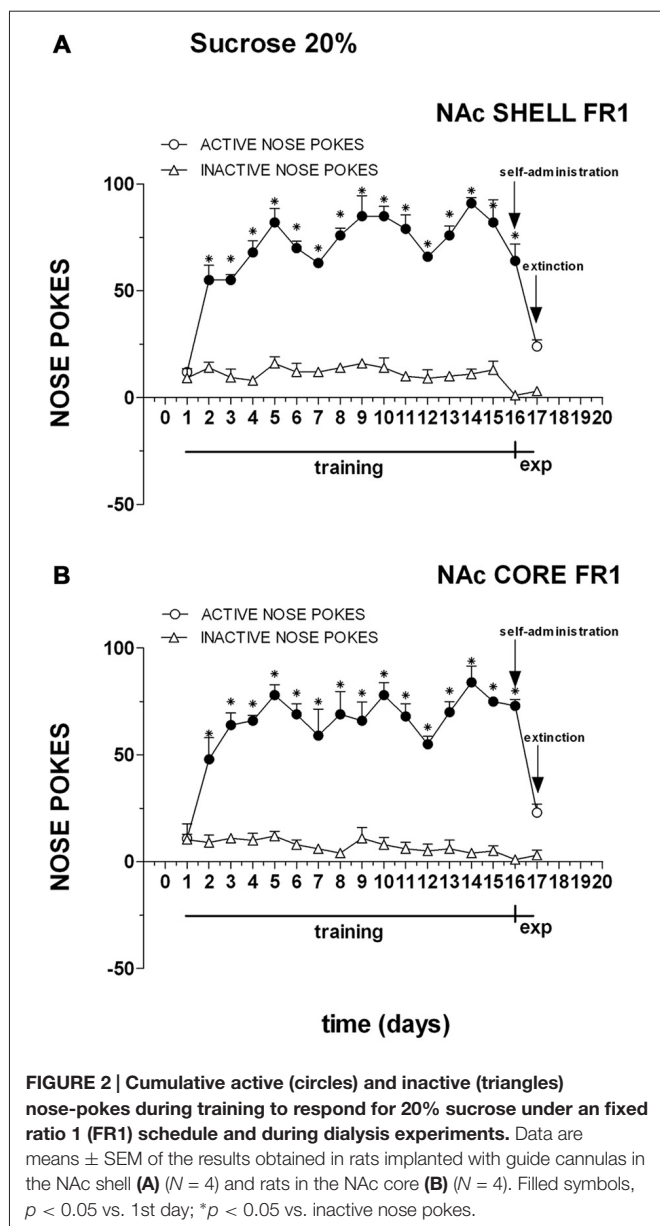 A Sucrose 20%
NAc SHELL FR1
ACTIVE NOSE POKES
INACTIVE NOSE POKES
self-administration
100
* * * * * * * * * * * * * * *
extinction
50
NOSE POKES
0
0 1 2 3 4 5 6 7 8 9 10 11 12 13 14 15 16 17 18 19 20
training exp
-50
B NAc CORE FR1
ACTIVE NOSE POKES
INACTIVE NOSE POKES
self-administration
100
* * * * * * * * * * * * * * *
extinction
50
NOSE POKES
0
0 1 2 3 4 5 6 7 8 9 10 11 12 13 14 15 16 17 18 19 20
training exp
-50
time (days)
FIGURE 2 | Cumulative active (circles) and inactive (triangles)
nose-pokes during training to respond for 20% sucrose under an fixed
ratio 1 (FR1) schedule and during dialysis experiments. Data are
means ± SEM of the results obtained in rats implanted with guide cannulas in
the NAc shell (A) (N = 4) and rats in the NAc core (B) (N = 4). Filled symbols,
p < 0.05 vs. 1st day; *p < 0.05 vs. inactive nose pokes.